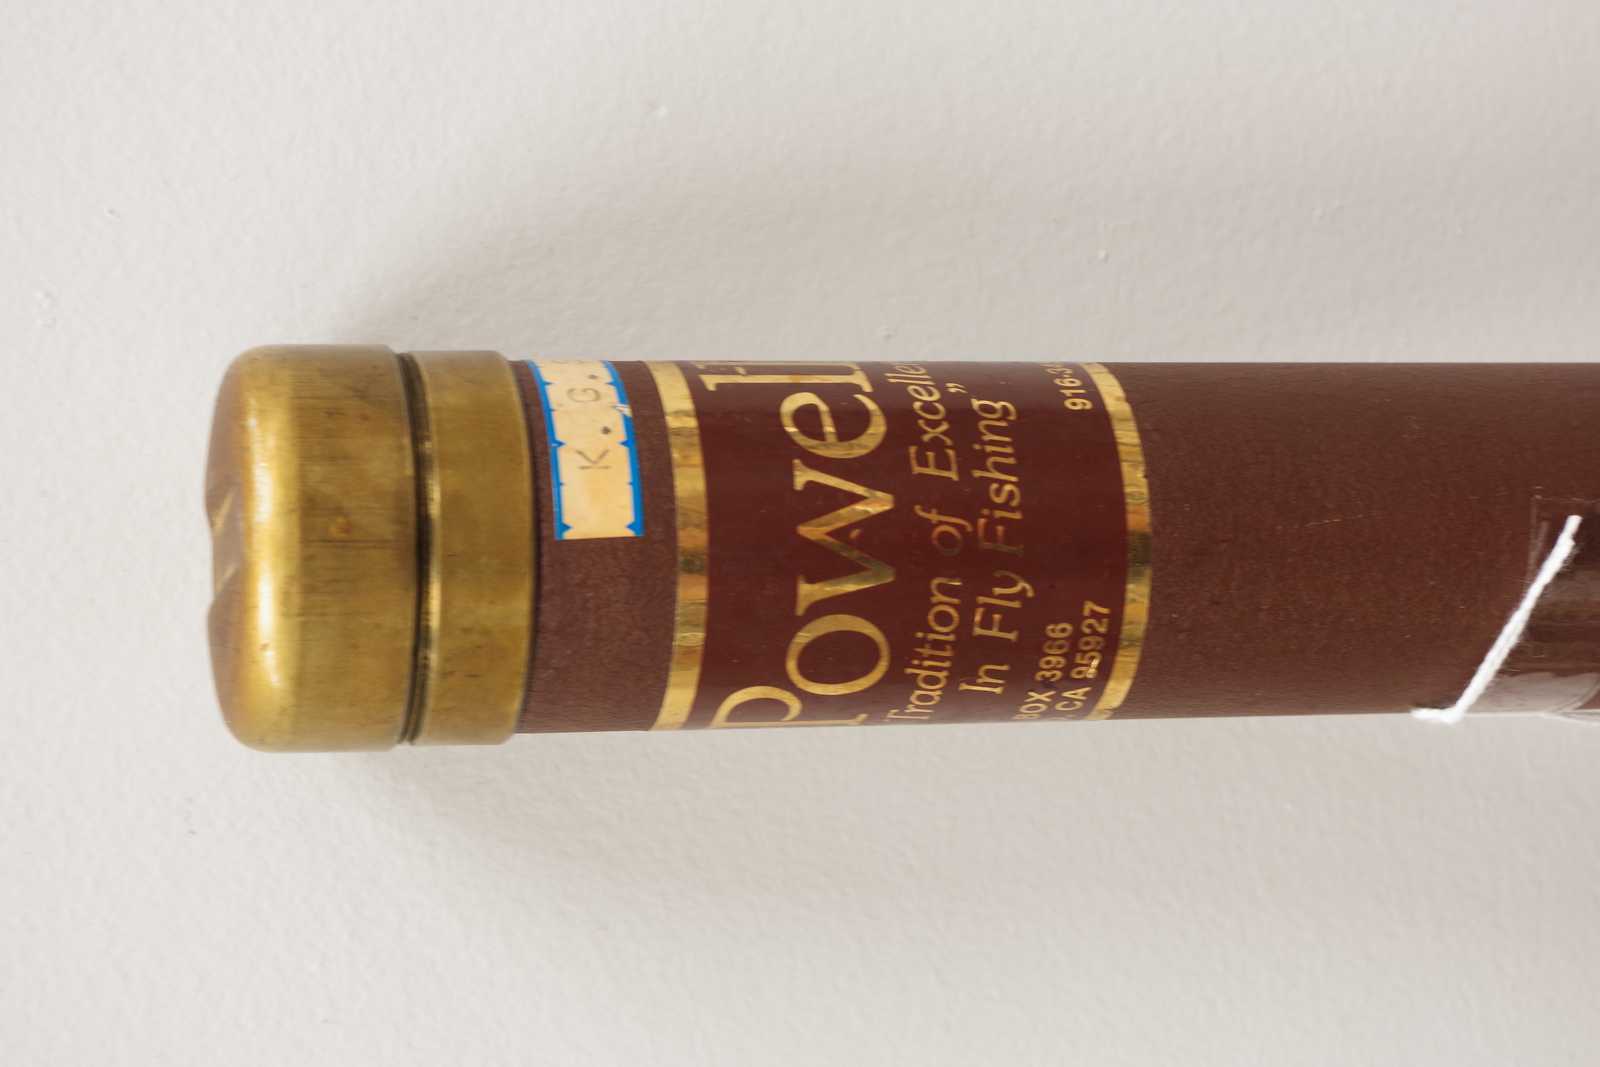 K. G.
Powell
Tradition of Excelle
In Fly Fishing”
BOX 3966
916-3
, CA 95927